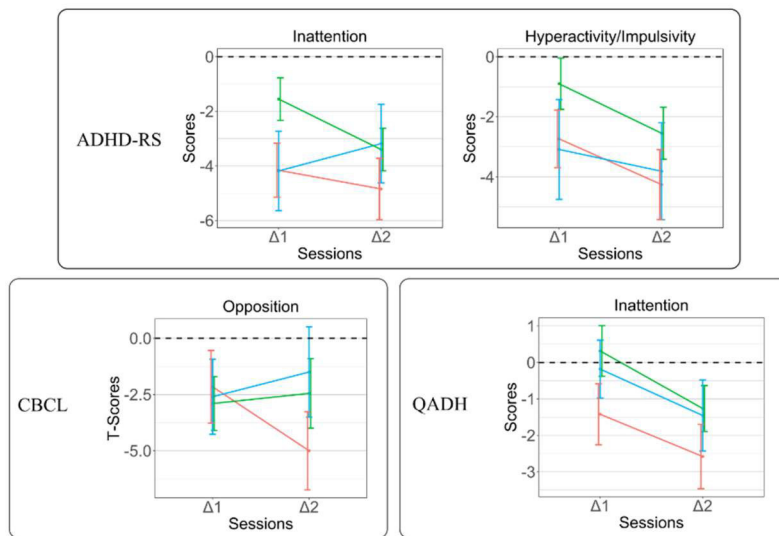 Inattention
Hyperactivity/Impulsivity
0
-2
-4
-6
Scores
Δ1
Δ2
Sessions
0
-2
-4
Scores
Δ1
Δ2
Sessions
ADHD-RS
Opposition
0.0
-2.5
-5.0
T-Scores
Δ1
Δ2
Sessions
CBCL
Inattention
1
0
-1
-2
-3
Scores
Δ1
Δ2
Sessions
QADH